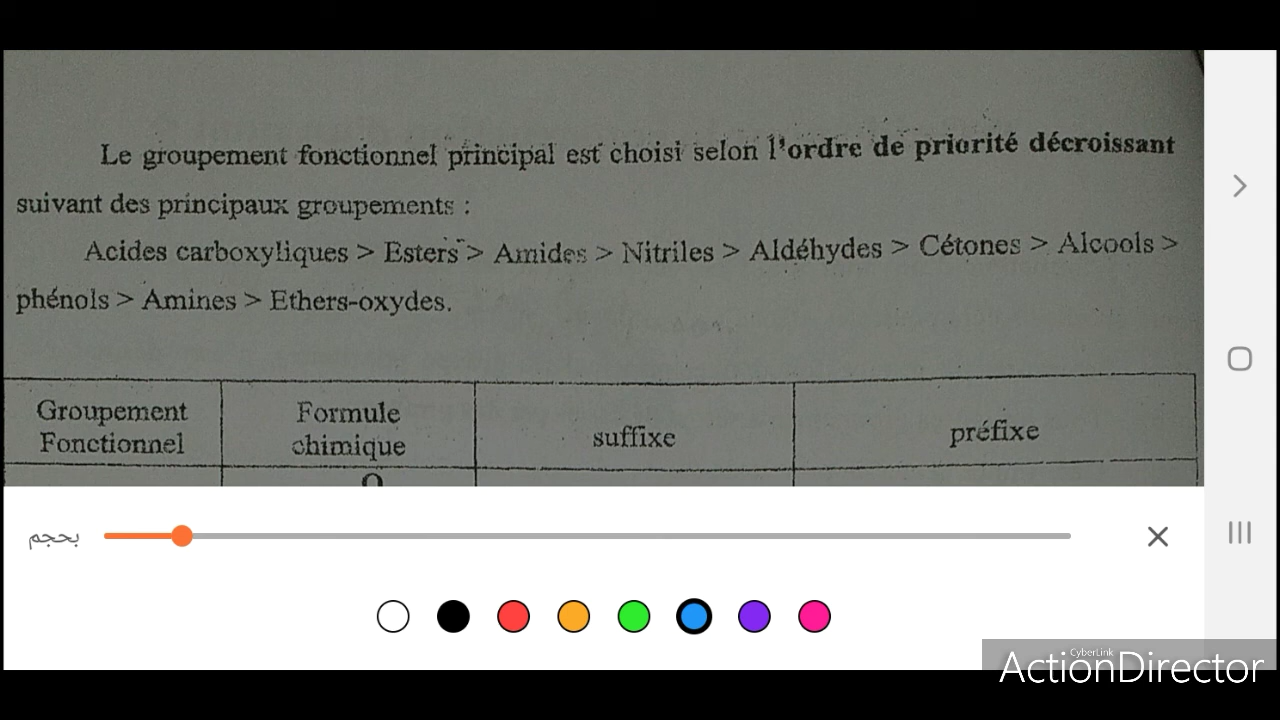 Le groupement fonctionnel principal est choisi selon l'ordre de priorité décroissant
suivant des principaux groupements :
Acides carboxyliques > Esters > Amides > Nitriles > Aldéhydes > Cétones > Alcools >
phénols > Amines > Ethers-oxydes.
Groupement Fonctionnel
Formule chimique
suffixe
préfixe
O
بحجم
CyberLink
ActionDirector